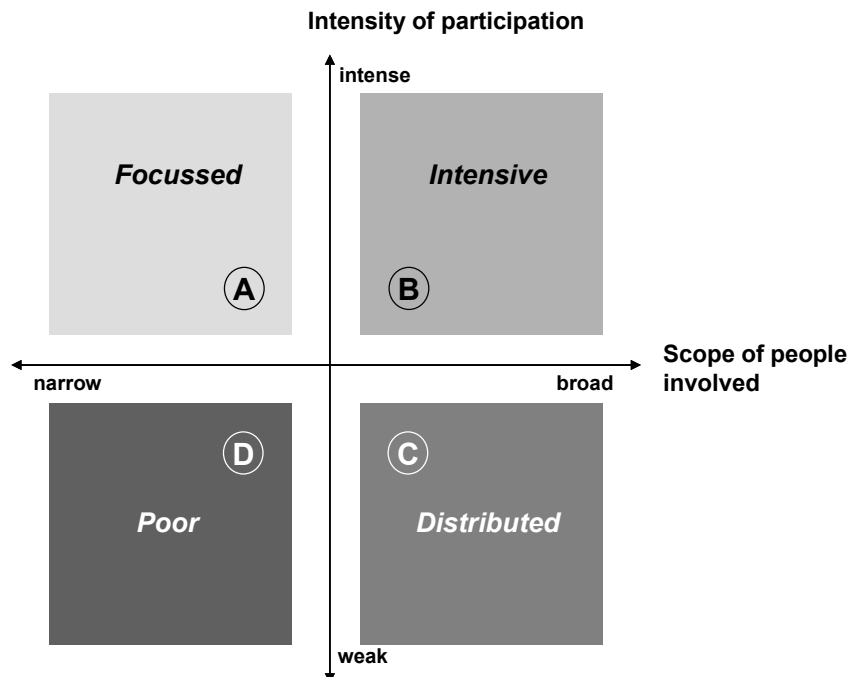 Intensity of participation
intense
Focussed
Intensive
A
B
Scope of people
involved
narrow
broad
D
C
Poor
Distributed
weak